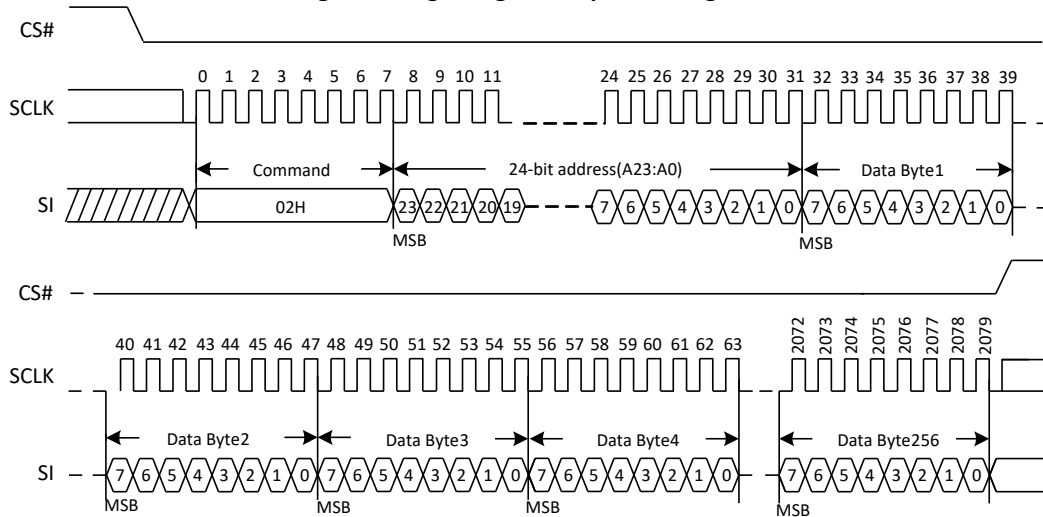 CS#
0 1 2 3 4 5 6 7 8 9 10 11 24 25 26 27 28 29 30 31 32 33 34 35 36 37 38 39
SCLK
Command 24-bit address(A23:A0) Data Byte1
SI 02H 23 22 21 20 19 7 6 5 4 3 2 1 0 7 6 5 4 3 2 1 0
MSB MSB
CS#
40 41 42 43 44 45 46 47 48 49 50 51 52 53 54 55 56 57 58 59 60 61 62 63 2072 2073 2074 2075 2076 2077 2078 2079
SCLK
Data Byte2 Data Byte3 Data Byte4 Data Byte256
SI 7 6 5 4 3 2 1 0 7 6 5 4 3 2 1 0 7 6 5 4 3 2 1 0 7 6 5 4 3 2 1 0
MSB MSB MSB MSB